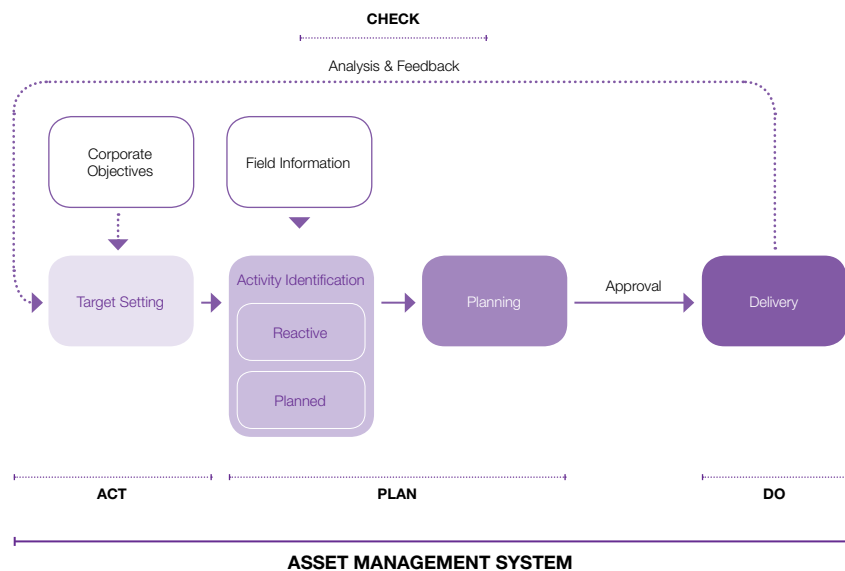 CHECK
Analysis & Feedback
Corporate
Objectives
Field Information
Target Setting
Activity Identification
Reactive
Planned
Planning
Approval
Delivery
ACT
PLAN
DO
ASSET MANAGEMENT SYSTEM